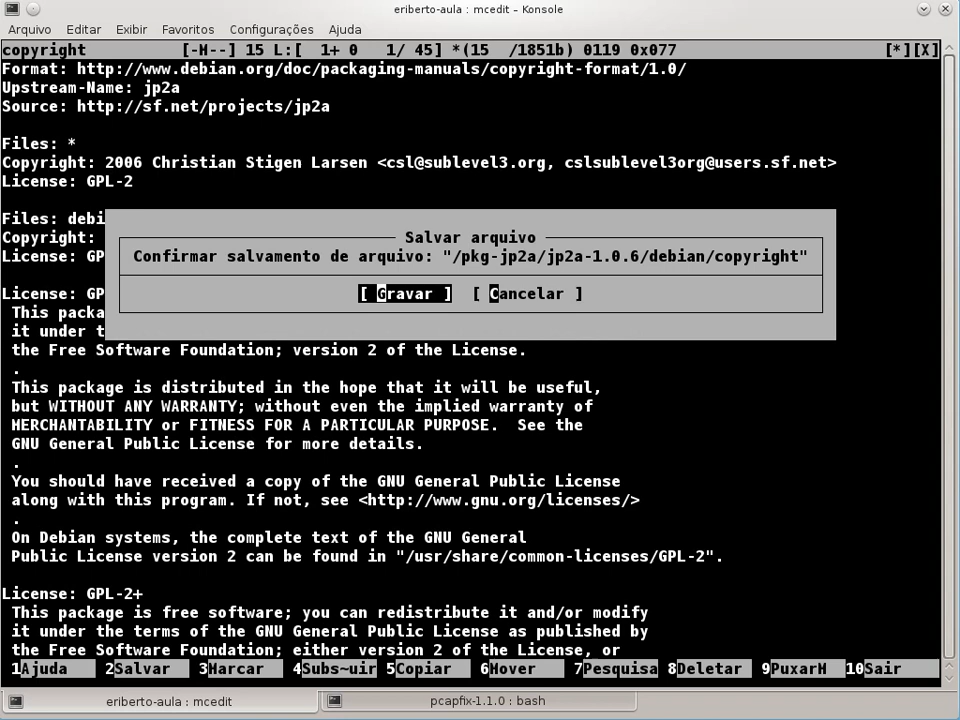 eriberto-aula : mcedit – Konsole
Arquivo Editar Exibir Favoritos Configurações Ajuda
copyright [-M--] 15 L:[ 1+ 0 1/ 45] *(15 /1851b) 0119 0x077 [*][X]
Format: http://www.debian.org/doc/packaging-manuals/copyright-format/1.0/
Upstream-Name: jp2a
Source: http://sf.net/projects/jp2a
Files: *
Copyright: 2006 Christian Stigen Larsen <csl@sublevel3.org, cslsublevel3org@users.sf.net>
License: GPL-2
Files: debi
Copyright:
License: GP
Salvar arquivo
Confirmar salvamento de arquivo: "/pkg-jp2a/jp2a-1.0.6/debian/copyright"
[ Gravar ] [ Cancelar ]
License: GP
This packa
it under t
the Free Software Foundation; version 2 of the License.
.
This package is distributed in the hope that it will be useful,
but WITHOUT ANY WARRANTY; without even the implied warranty of
MERCHANTABILITY or FITNESS FOR A PARTICULAR PURPOSE. See the
GNU General Public License for more details.
.
You should have received a copy of the GNU General Public License
along with this program. If not, see <http://www.gnu.org/licenses/>
.
On Debian systems, the complete text of the GNU General
Public License version 2 can be found in "/usr/share/common-licenses/GPL-2".
License: GPL-2+
This package is free software; you can redistribute it and/or modify
it under the terms of the GNU General Public License as published by
the Free Software Foundation; either version 2 of the License, or
1Ajuda 2Salvar 3Marcar 4Subs~uir 5Copiar 6Mover 7Pesquisa 8Deletar 9PuxarM 10Sair
eriberto-aula : mcedit pcapfix-1.1.0 : bash